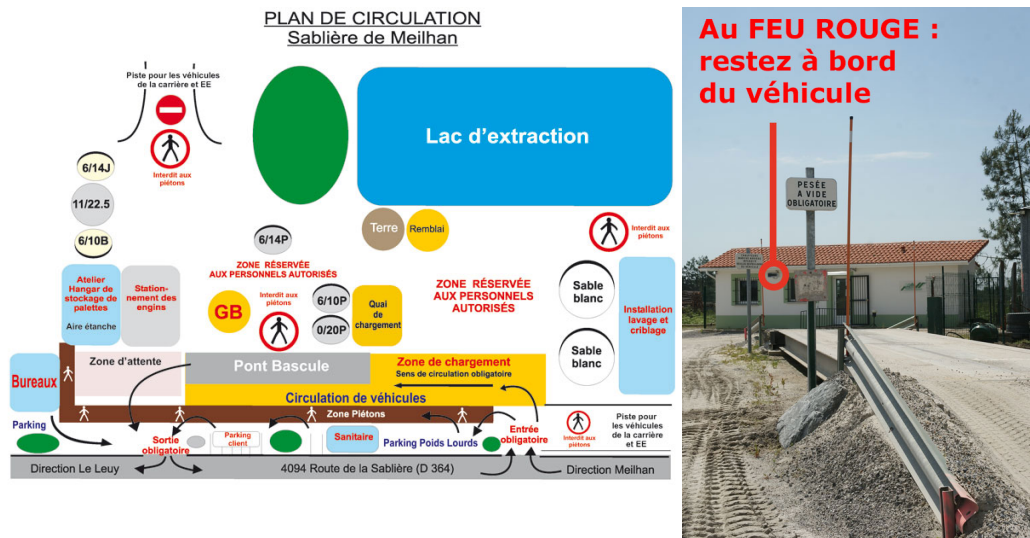 PLAN DE CIRCULATION
Sablière de Meilhan
Piste pour les véhicules
de la carrière et EE
Interdit aux
piétons
6/14J
11/22.5
6/10B
Lac d'extraction
6/14P
Terre
Remblai
Interdit aux
piétons
ZONE RÉSERVÉE
AUX PERSONNELS AUTORISÉS
Atelier
Hangar de
stockage de
palettes
Aire étanche
Station-
nement des
engins
GB
Interdit aux
piétons
6/10P
0/20P
Quai
de
chargement
ZONE RÉSERVÉE
AUX PERSONNELS
AUTORISÉS
Sable
blanc
Sable
blanc
Installation
lavage et
criblage
Bureaux
Zone d'attente
Pont Bascule
Zone de chargement
Sens de circulation obligatoire
Circulation de véhicules
Zone Piétons
Parking
Sortie
obligatoire
Parking
client
Sanitaire
Parking Poids Lourds
Entrée
obligatoire
Interdit aux
piétons
Piste pour
les véhicules
de la carrière
et EE
Direction Le Leuy
4094 Route de la Sablière (D 364)
Direction Meilhan
Au FEU ROUGE :
restez à bord
du véhicule
PESÉE
A VIDE
OBLIGATOIRE